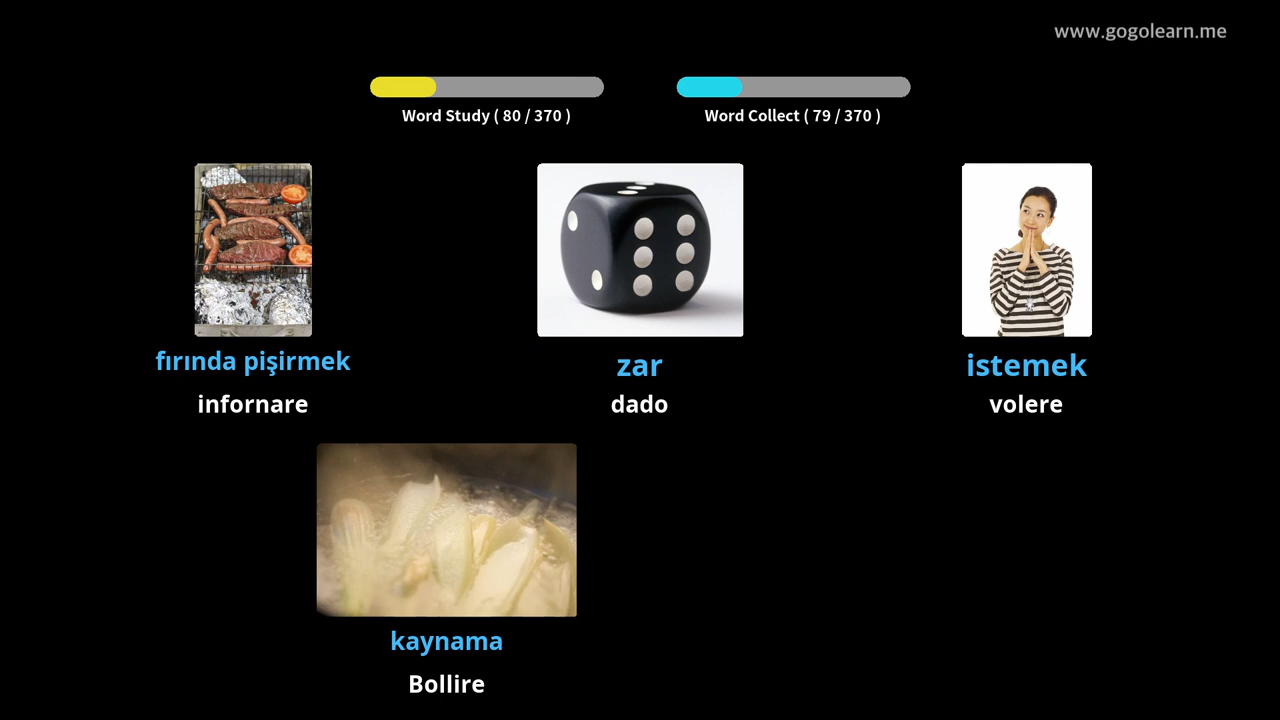 www.gogolearn.me
Word Study ( 80 / 370 )
Word Collect ( 79 / 370 )
fırında pişirmek
infornare
zar
dado
istemek
volere
kaynama
Bollire